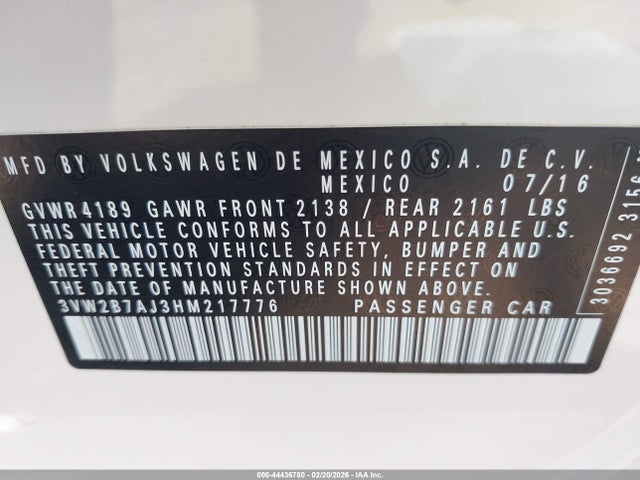 MFD BY VOLKSWAGEN DE MEXICO S.A. DE C.V.
MEXICO 07/16
GVWR 4189 GAWR FRONT 2138 / REAR 2161 LBS
THIS VEHICLE CONFORMS TO ALL APPLICABLE U.S.
FEDERAL MOTOR VEHICLE SAFETY, BUMPER AND
THEFT PREVENTION STANDARDS IN EFFECT ON
THE DATE OF MANUFACTURE SHOWN ABOVE.
3VW2B7AJ3HM217776 PASSENGER CAR
3036692
000-44436780 - 02/20/2026 - IAA Inc.